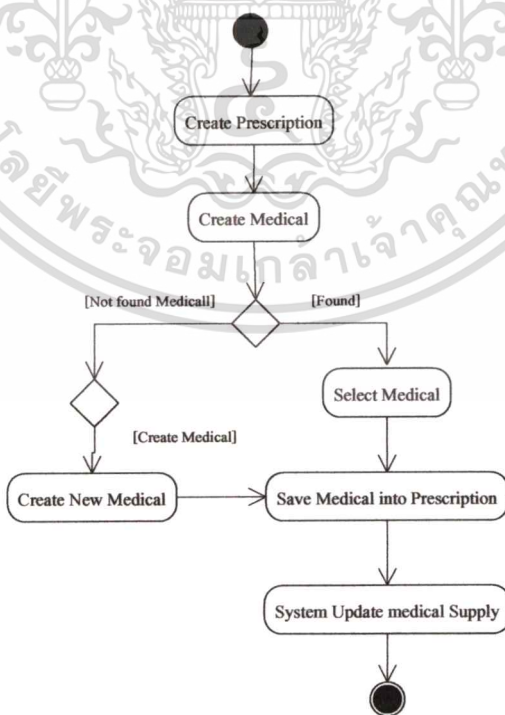 Create Prescription
Create Medical
[Not found Medicall]
[Found]
Select Medical
[Create Medical]
Create New Medical
Save Medical into Prescription
System Update medical Supply